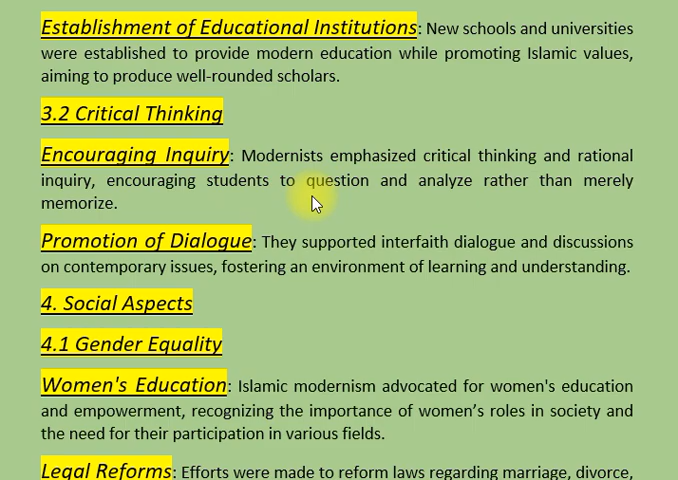 Establishment of Educational Institutions: New schools and universities
were established to provide modern education while promoting Islamic values,
aiming to produce well-rounded scholars.
3.2 Critical Thinking
Encouraging Inquiry: Modernists emphasized critical thinking and rational
inquiry, encouraging students to question and analyze rather than merely
memorize.
Promotion of Dialogue: They supported interfaith dialogue and discussions
on contemporary issues, fostering an environment of learning and understanding.
4. Social Aspects
4.1 Gender Equality
Women's Education: Islamic modernism advocated for women's education
and empowerment, recognizing the importance of women’s roles in society and
the need for their participation in various fields.
Legal Reforms: Efforts were made to reform laws regarding marriage, divorce,